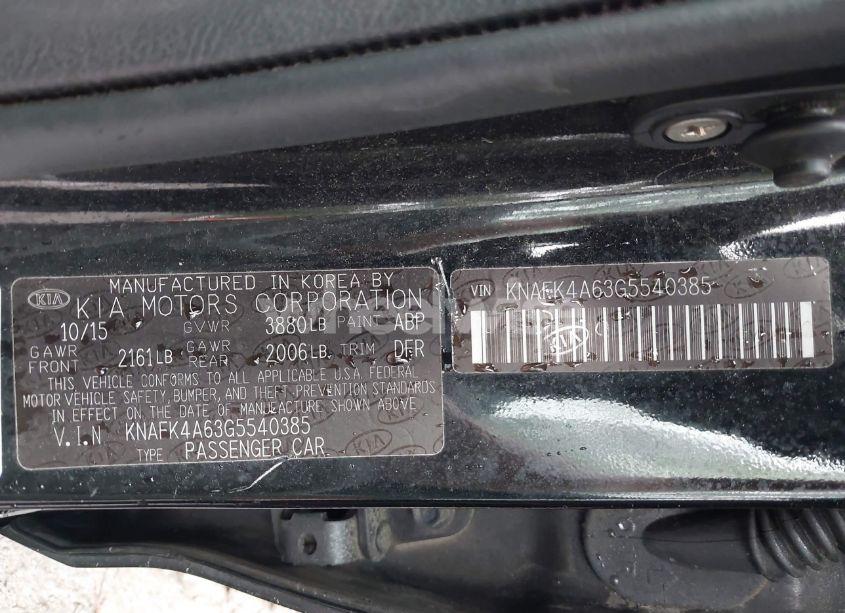 MANUFACTURED IN KOREA BY
KIA KIA MOTORS CORPORATION
10/15 GVWR 3880LB PAINT ABP
GAWR FRONT 2161LB GAWR REAR 2006LB TRIM DFR
THIS VEHICLE CONFORMS TO ALL APPLICABLE U.S.A. FEDERAL
MOTOR VEHICLE SAFETY, BUMPER, AND THEFT PREVENTION STANDARDS
IN EFFECT ON THE DATE OF MANUFACTURE SHOWN ABOVE
V.I.N KNAFK4A63G5540385
TYPE PASSENGER CAR
VIN KNAFK4A63G5540385
KIA